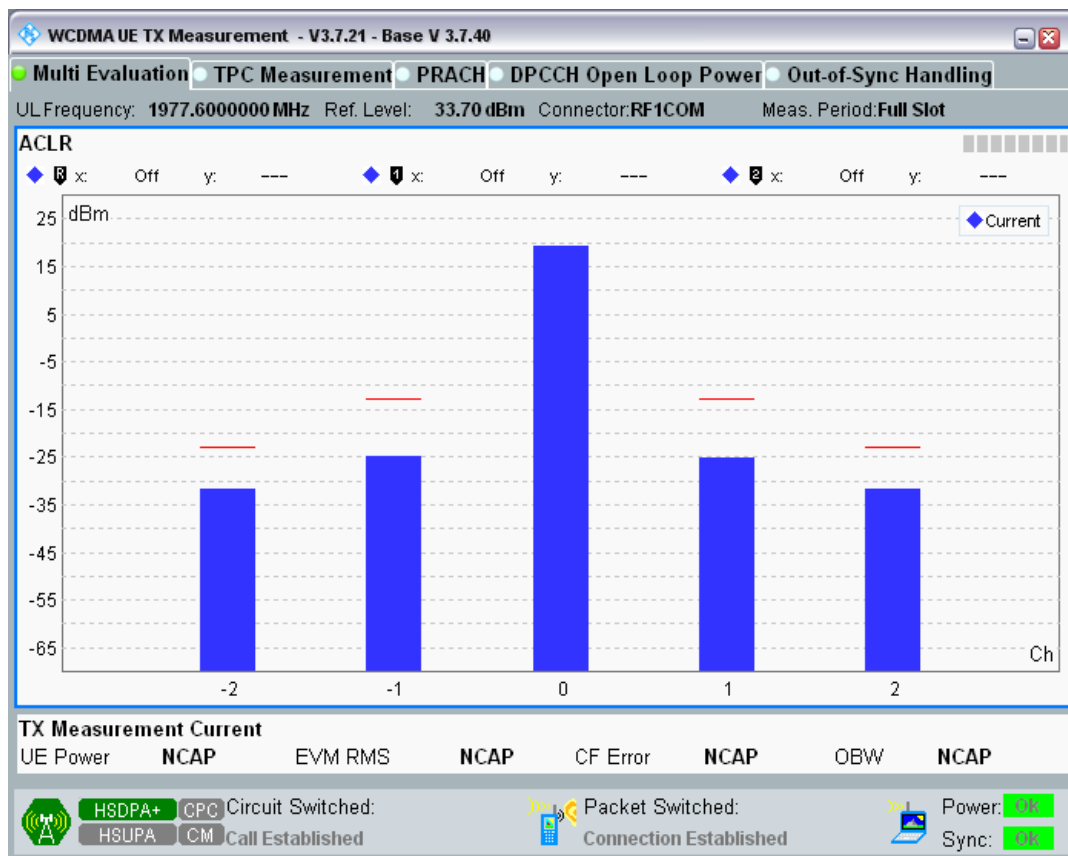 WCDMA UE TX Measurement - V3.7.21 - Base V 3.7.40
Multi Evaluation TPC Measurement PRACH DPCCH Open Loop Power Out-of-Sync Handling
UL Frequency: 1977.6000000 MHz Ref. Level: 33.70 dBm Connector:RF1COM Meas. Period:Full Slot
ACLR
R x: Off y: --- 1 x: Off y: --- 2 x: Off y: ---
dBm
Current
25
15
5
-5
-15
-25
-35
-45
-55
-65
Ch
-2 -1 0 1 2
TX Measurement Current
UE Power NCAP EVM RMS NCAP CF Error NCAP OBW NCAP
HSDPA+ CPC Circuit Switched: Packet Switched: Power: OK
HSUPA CM Call Established Connection Established Sync: OK